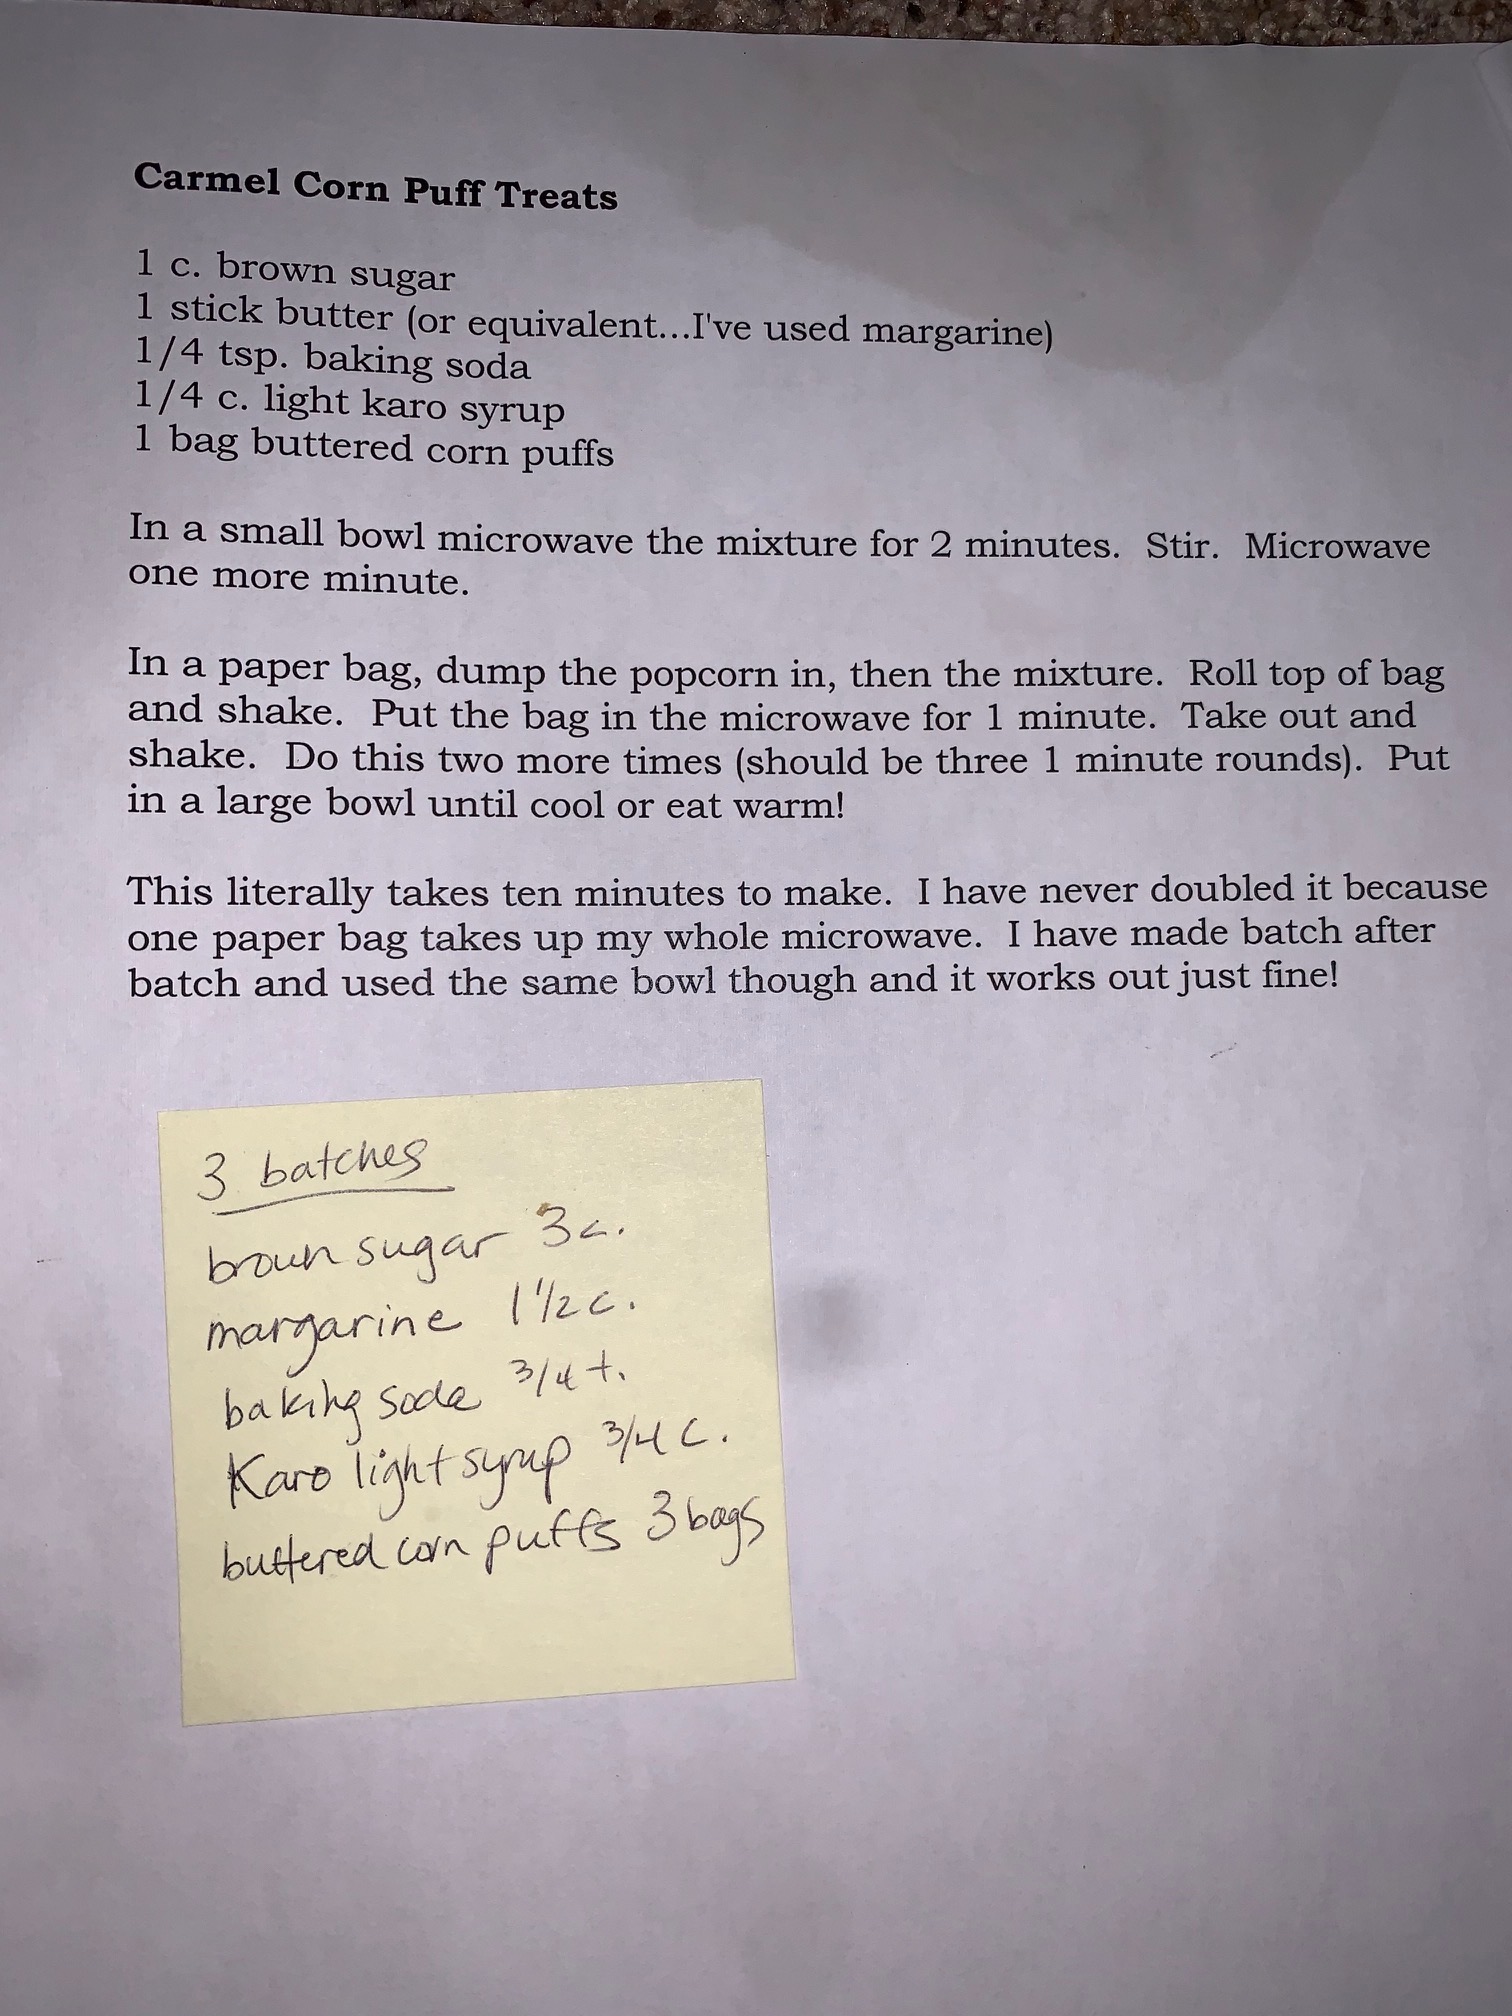 Carmel Corn Puff Treats
1 c. brown sugar
1 stick butter (or equivalent...I've used margarine)
1/4 tsp. baking soda
1/4 c. light karo syrup
1 bag buttered corn puffs
In a small bowl microwave the mixture for 2 minutes. Stir. Microwave
one more minute.
In a paper bag, dump the popcorn in, then the mixture. Roll top of bag
and shake. Put the bag in the microwave for 1 minute. Take out and
shake. Do this two more times (should be three 1 minute rounds). Put
in a large bowl until cool or eat warm!
This literally takes ten minutes to make. I have never doubled it because
one paper bag takes up my whole microwave. I have made batch after
batch and used the same bowl though and it works out just fine!
3 batches
brown sugar 3c.
margarine 1 1/2 c.
baking soda 3/4 t.
Karo light syrup 3/4 c.
buttered corn puffs 3 bags